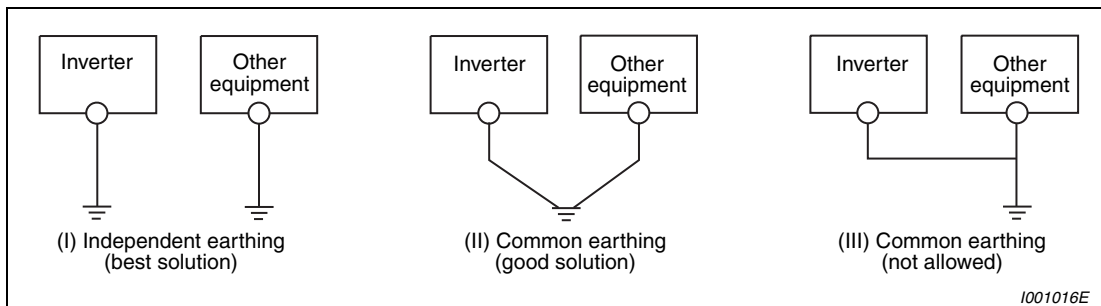 Inverter
Other
equipment
Inverter
Other
equipment
Inverter
Other
equipment
(I) Independent earthing
(best solution)
(II) Common earthing
(good solution)
(III) Common earthing
(not allowed)
I001016E